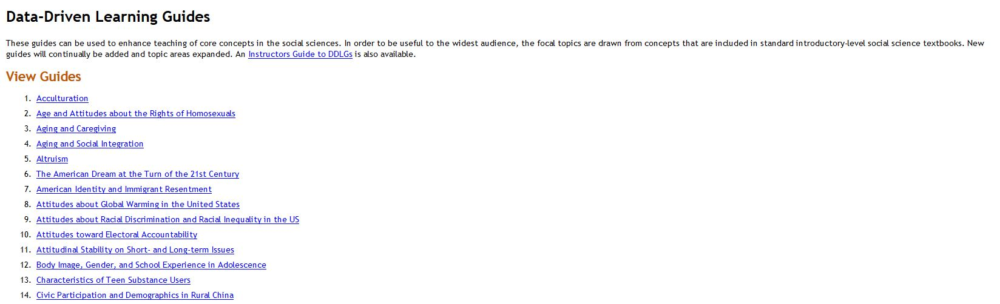 Data-Driven Learning Guides
These guides can be used to enhance teaching of core concepts in the social sciences. In order to be useful to the widest audience, the focal topics are drawn from concepts that are included in standard introductory-level social science textbooks. New
guides will continually be added and topic areas expanded. An Instructors Guide to DDLGs is also available.
View Guides
1. Acculturation
2. Age and Attitudes about the Rights of Homosexuals
3. Aging and Caregiving
4. Aging and Social Integration
5. Altruism
6. The American Dream at the Turn of the 21st Century
7. American Identity and Immigrant Resentment
8. Attitudes about Global Warming in the United States
9. Attitudes about Racial Discrimination and Racial Inequality in the US
10. Attitudes toward Electoral Accountability
11. Attitudinal Stability on Short- and Long-term Issues
12. Body Image, Gender, and School Experience in Adolescence
13. Characteristics of Teen Substance Users
14. Civic Participation and Demographics in Rural China